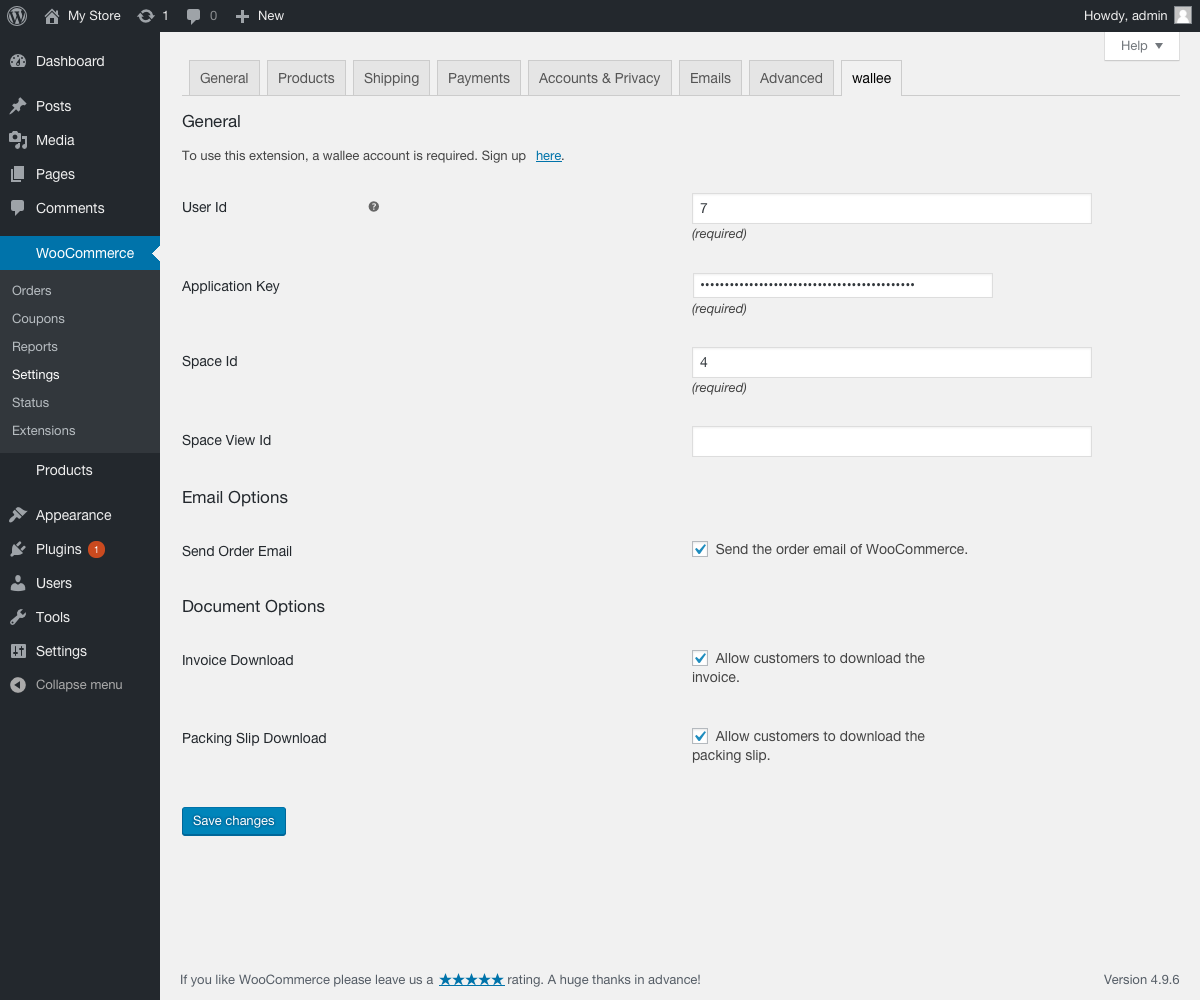 My Store 1 0 New Howdy, admin
Help
Dashboard
Posts
Media
Pages
Comments
WooCommerce
Orders
Coupons
Reports
Settings
Status
Extensions
Products
Appearance
Plugins 1
Users
Tools
Settings
Collapse menu
General Products Shipping Payments Accounts & Privacy Emails Advanced wallee
General
To use this extension, a wallee account is required. Sign up here.
User Id ? 7
(required)
Application Key ••••••••••••••••••••••••••••••••••••••••••••
(required)
Space Id 4
(required)
Space View Id
Email Options
Send Order Email Send the order email of WooCommerce.
Document Options
Invoice Download Allow customers to download the
invoice.
Packing Slip Download Allow customers to download the
packing slip.
Save changes
If you like WooCommerce please leave us a ★★★★★ rating. A huge thanks in advance! Version 4.9.6